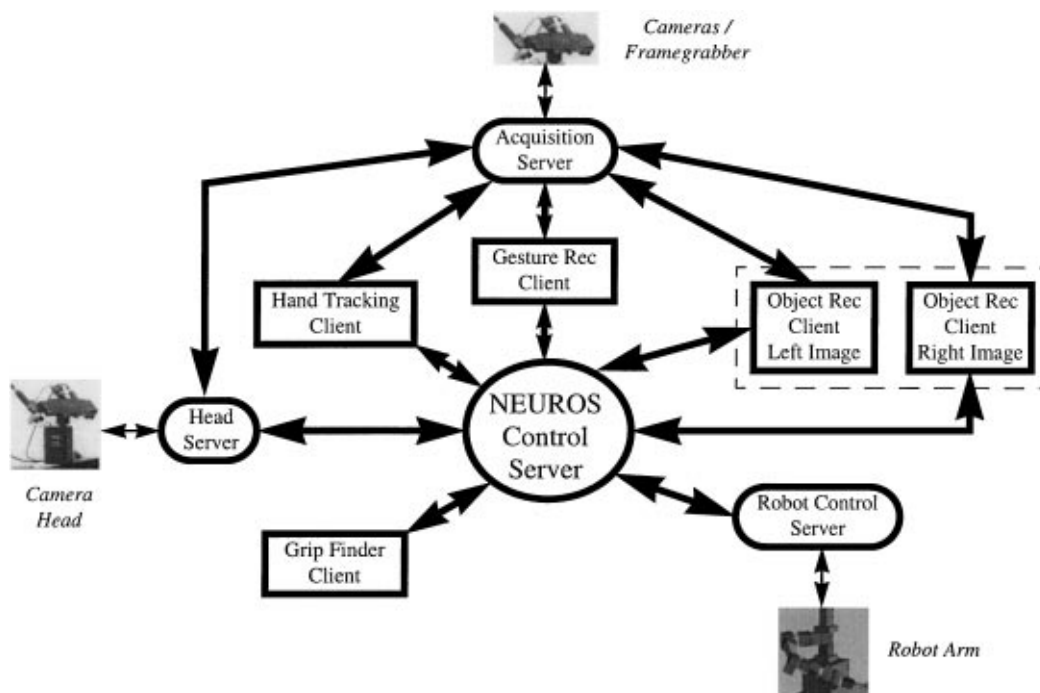 Cameras /
Framegrabber
Acquisition
Server
Gesture Rec
Client
Hand Tracking
Client
Object Rec
Client
Left Image
Object Rec
Client
Right Image
NEUROS
Control
Server
Head
Server
Camera
Head
Robot Control
Server
Grip Finder
Client
Robot Arm